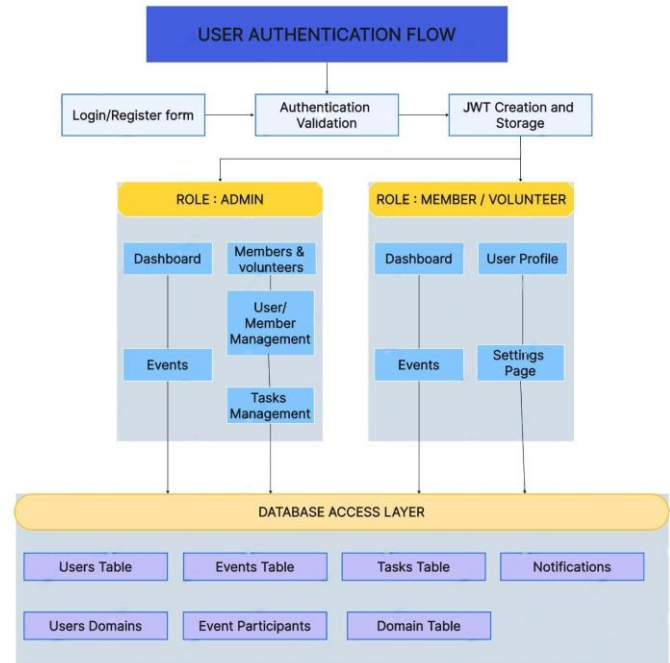 USER AUTHENTICATION FLOW
Login/Register form
Authentication
Validation
JWT Creation and
Storage
ROLE : ADMIN
ROLE : MEMBER / VOLUNTEER
Dashboard
Members &
volunteers
User/
Member
Management
Events
Tasks
Management
Dashboard
User Profile
Events
Settings
Page
DATABASE ACCESS LAYER
Users Table
Events Table
Tasks Table
Notifications
Users Domains
Event Participants
Domain Table